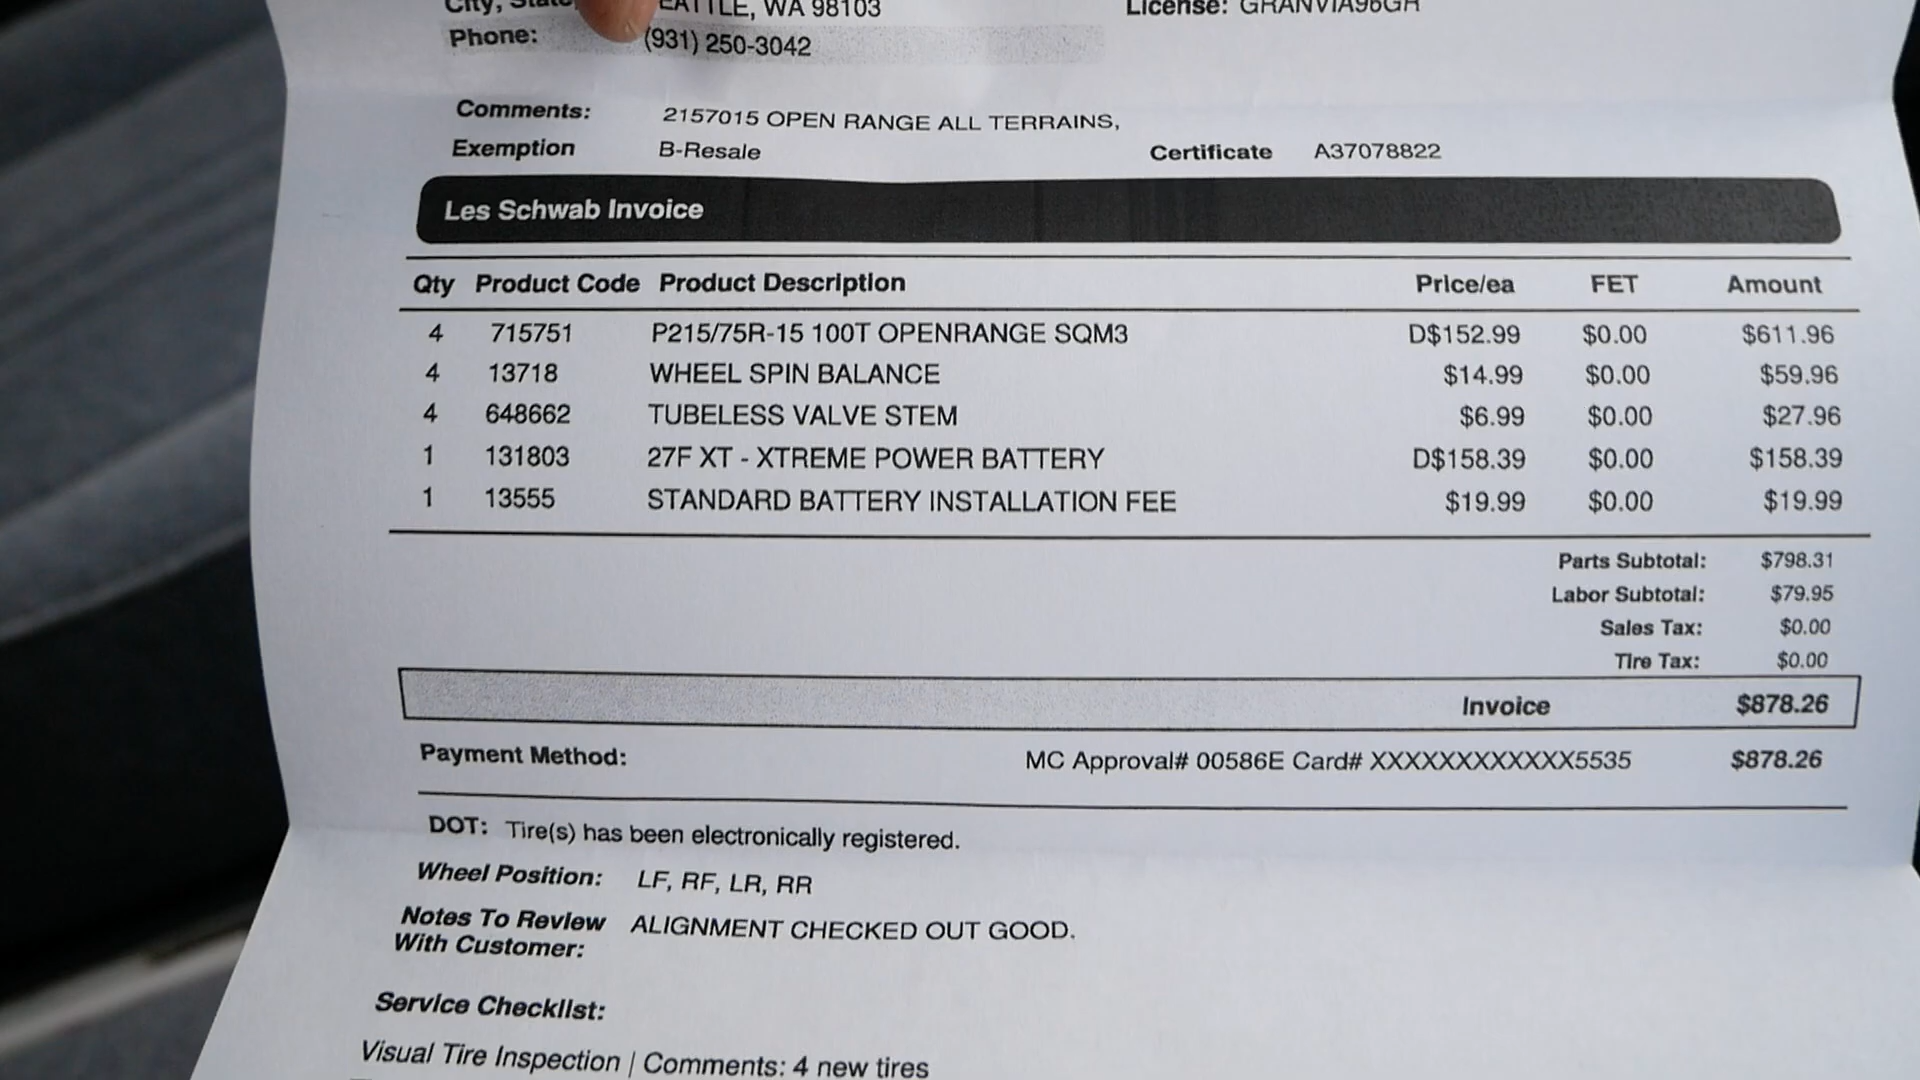 City, State WA 98103 License: GRANVIA96GH
Phone: (931) 250-3042
Comments: 2157015 OPEN RANGE ALL TERRAINS,
Exemption B-Resale Certificate A37078822
Les Schwab Invoice
Qty Product Code Product Description Price/ea FET Amount
4 715751 P215/75R-15 100T OPENRANGE SQM3 D$152.99 $0.00 $611.96
4 13718 WHEEL SPIN BALANCE $14.99 $0.00 $59.96
4 648662 TUBELESS VALVE STEM $6.99 $0.00 $27.96
1 131803 27F XT - XTREME POWER BATTERY D$158.39 $0.00 $158.39
1 13555 STANDARD BATTERY INSTALLATION FEE $19.99 $0.00 $19.99
Parts Subtotal: $798.31
Labor Subtotal: $79.95
Sales Tax: $0.00
Tire Tax: $0.00
Invoice $878.26
Payment Method: MC Approval# 00586E Card# XXXXXXXXXXXX5535 $878.26
DOT: Tire(s) has been electronically registered.
Wheel Position: LF, RF, LR, RR
Notes To Review ALIGNMENT CHECKED OUT GOOD.
With Customer:
Service Checklist:
Visual Tire Inspection | Comments: 4 new tires